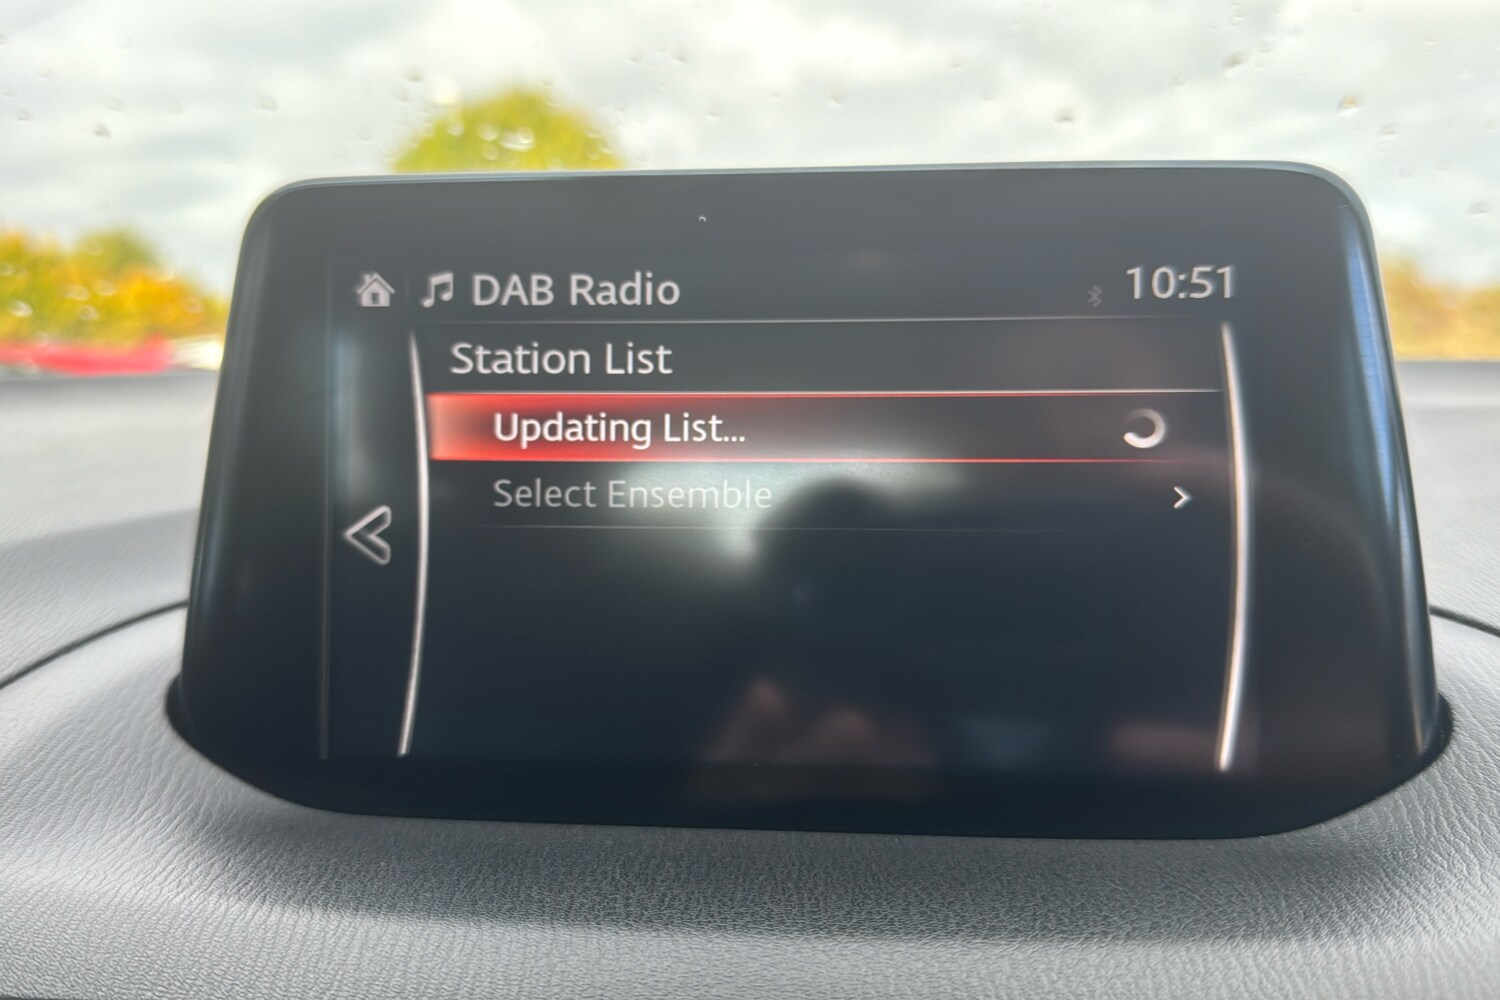 DAB Radio
10:51
Station List
Updating List...
Select Ensemble